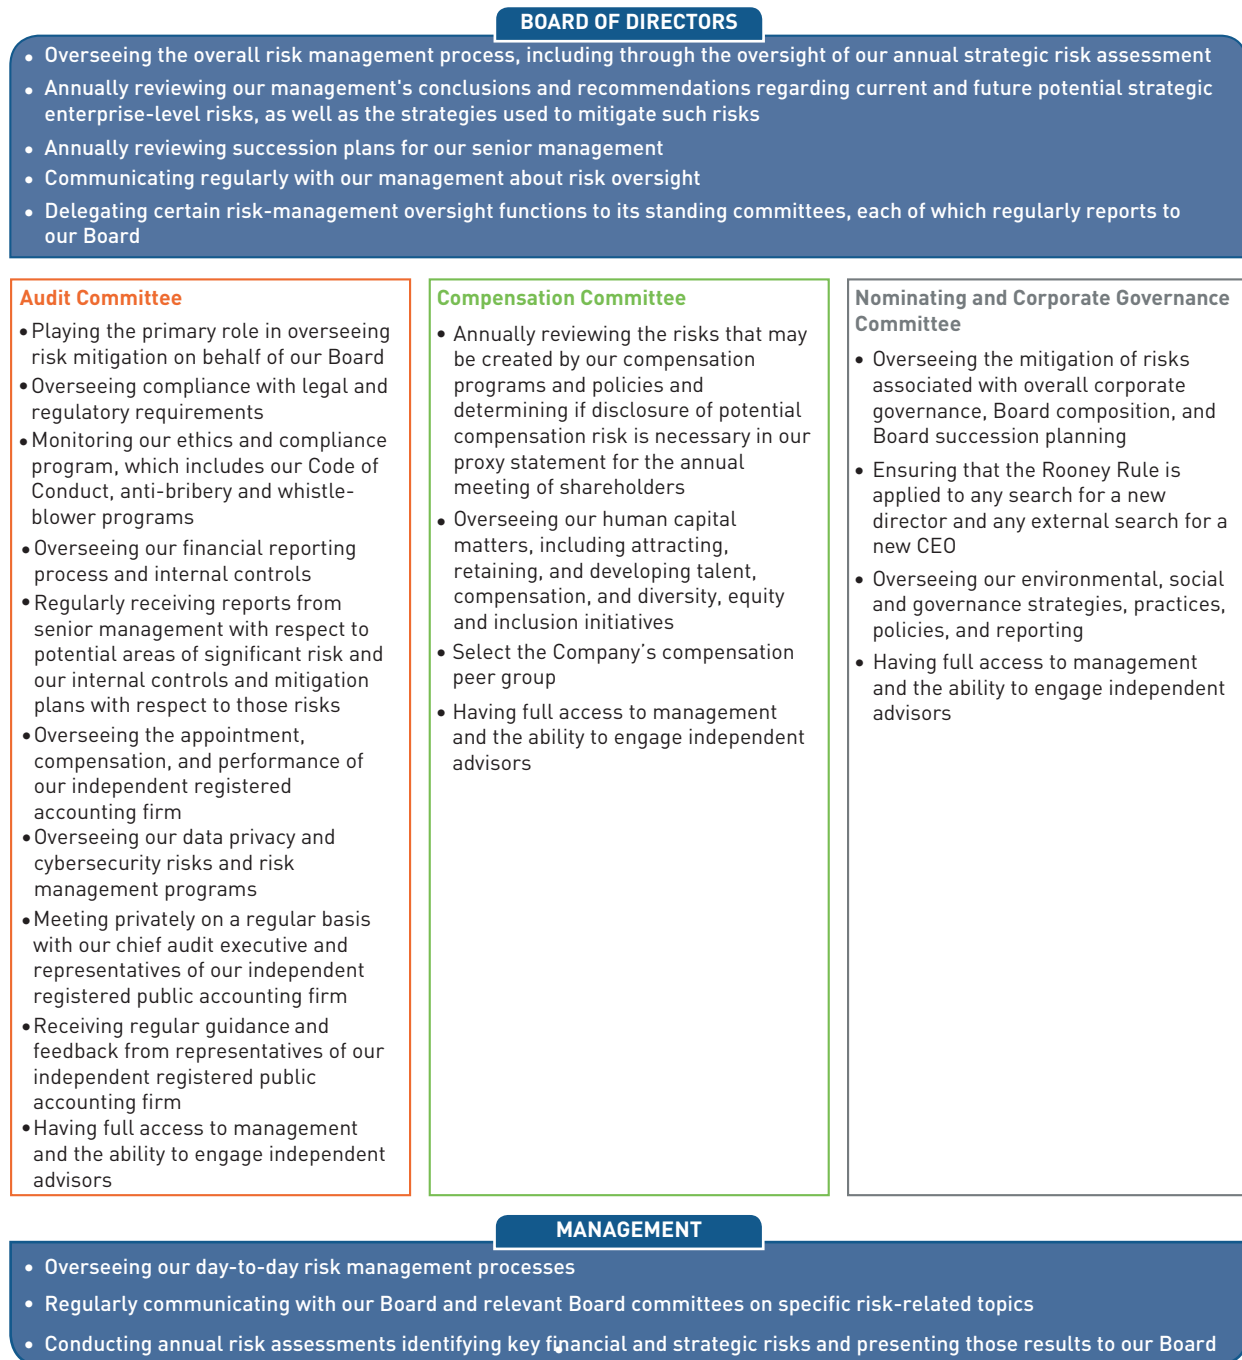 BOARD OF DIRECTORS
• Overseeing the overall risk management process, including through the oversight of our annual strategic risk assessment
• Annually reviewing our management's conclusions and recommendations regarding current and future potential strategic
enterprise-level risks, as well as the strategies used to mitigate such risks
• Annually reviewing succession plans for our senior management
• Communicating regularly with our management about risk oversight
• Delegating certain risk-management oversight functions to its standing committees, each of which regularly reports to
our Board
Audit Committee
• Playing the primary role in overseeing
risk mitigation on behalf of our Board
• Overseeing compliance with legal and
regulatory requirements
• Monitoring our ethics and compliance
program, which includes our Code of
Conduct, anti-bribery and whistle-
blower programs
• Overseeing our financial reporting
process and internal controls
• Regularly receiving reports from
senior management with respect to
potential areas of significant risk and
our internal controls and mitigation
plans with respect to those risks
• Overseeing the appointment,
compensation, and performance of
our independent registered
accounting firm
• Overseeing our data privacy and
cybersecurity risks and risk
management programs
• Meeting privately on a regular basis
with our chief audit executive and
representatives of our independent
registered public accounting firm
• Receiving regular guidance and
feedback from representatives of our
independent registered public
accounting firm
• Having full access to management
and the ability to engage independent
advisors
Compensation Committee
• Annually reviewing the risks that may
be created by our compensation
programs and policies and
determining if disclosure of potential
compensation risk is necessary in our
proxy statement for the annual
meeting of shareholders
• Overseeing our human capital
matters, including attracting,
retaining, and developing talent,
compensation, and diversity, equity
and inclusion initiatives
• Select the Company's compensation
peer group
• Having full access to management
and the ability to engage independent
advisors
Nominating and Corporate Governance
Committee
• Overseeing the mitigation of risks
associated with overall corporate
governance, Board composition, and
Board succession planning
• Ensuring that the Rooney Rule is
applied to any search for a new
director and any external search for a
new CEO
• Overseeing our environmental, social
and governance strategies, practices,
policies, and reporting
• Having full access to management
and the ability to engage independent
advisors
MANAGEMENT
• Overseeing our day-to-day risk management processes
• Regularly communicating with our Board and relevant Board committees on specific risk-related topics
• Conducting annual risk assessments identifying key financial and strategic risks and presenting those results to our Board